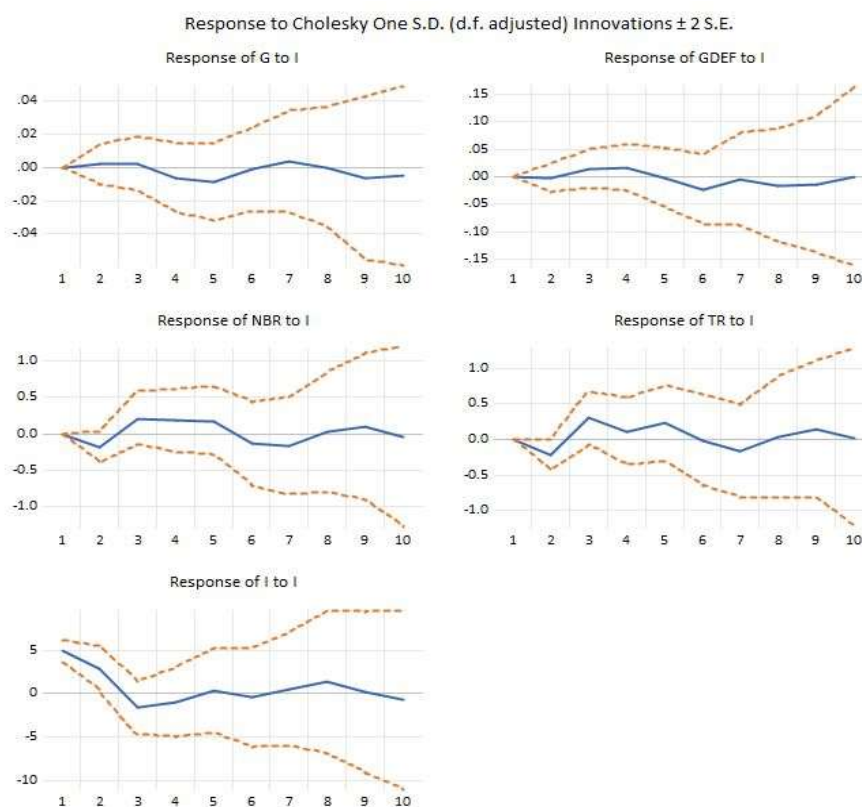 Response to Cholesky One S.D. (d.f. adjusted) Innovations ± 2 S.E.
Response of G to I
.04
.02
.00
-.02
-.04
1 2 3 4 5 6 7 8 9 10
Response of GDEF to I
.15
.10
.05
.00
-.05
-.10
-.15
1 2 3 4 5 6 7 8 9 10
Response of NBR to I
1.0
0.5
0.0
-0.5
-1.0
1 2 3 4 5 6 7 8 9 10
Response of TR to I
1.0
0.5
0.0
-0.5
-1.0
1 2 3 4 5 6 7 8 9 10
Response of I to I
5
0
-5
-10
1 2 3 4 5 6 7 8 9 10